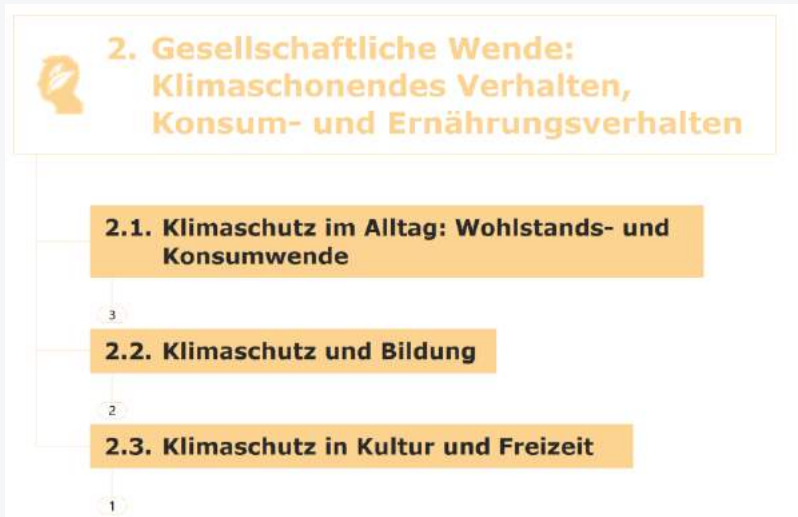 2. Gesellschaftliche Wende:
Klimaschonendes Verhalten,
Konsum- und Ernährungsverhalten
2.1. Klimaschutz im Alltag: Wohlstands- und
Konsumwende
3
2.2. Klimaschutz und Bildung
2
2.3. Klimaschutz in Kultur und Freizeit
1